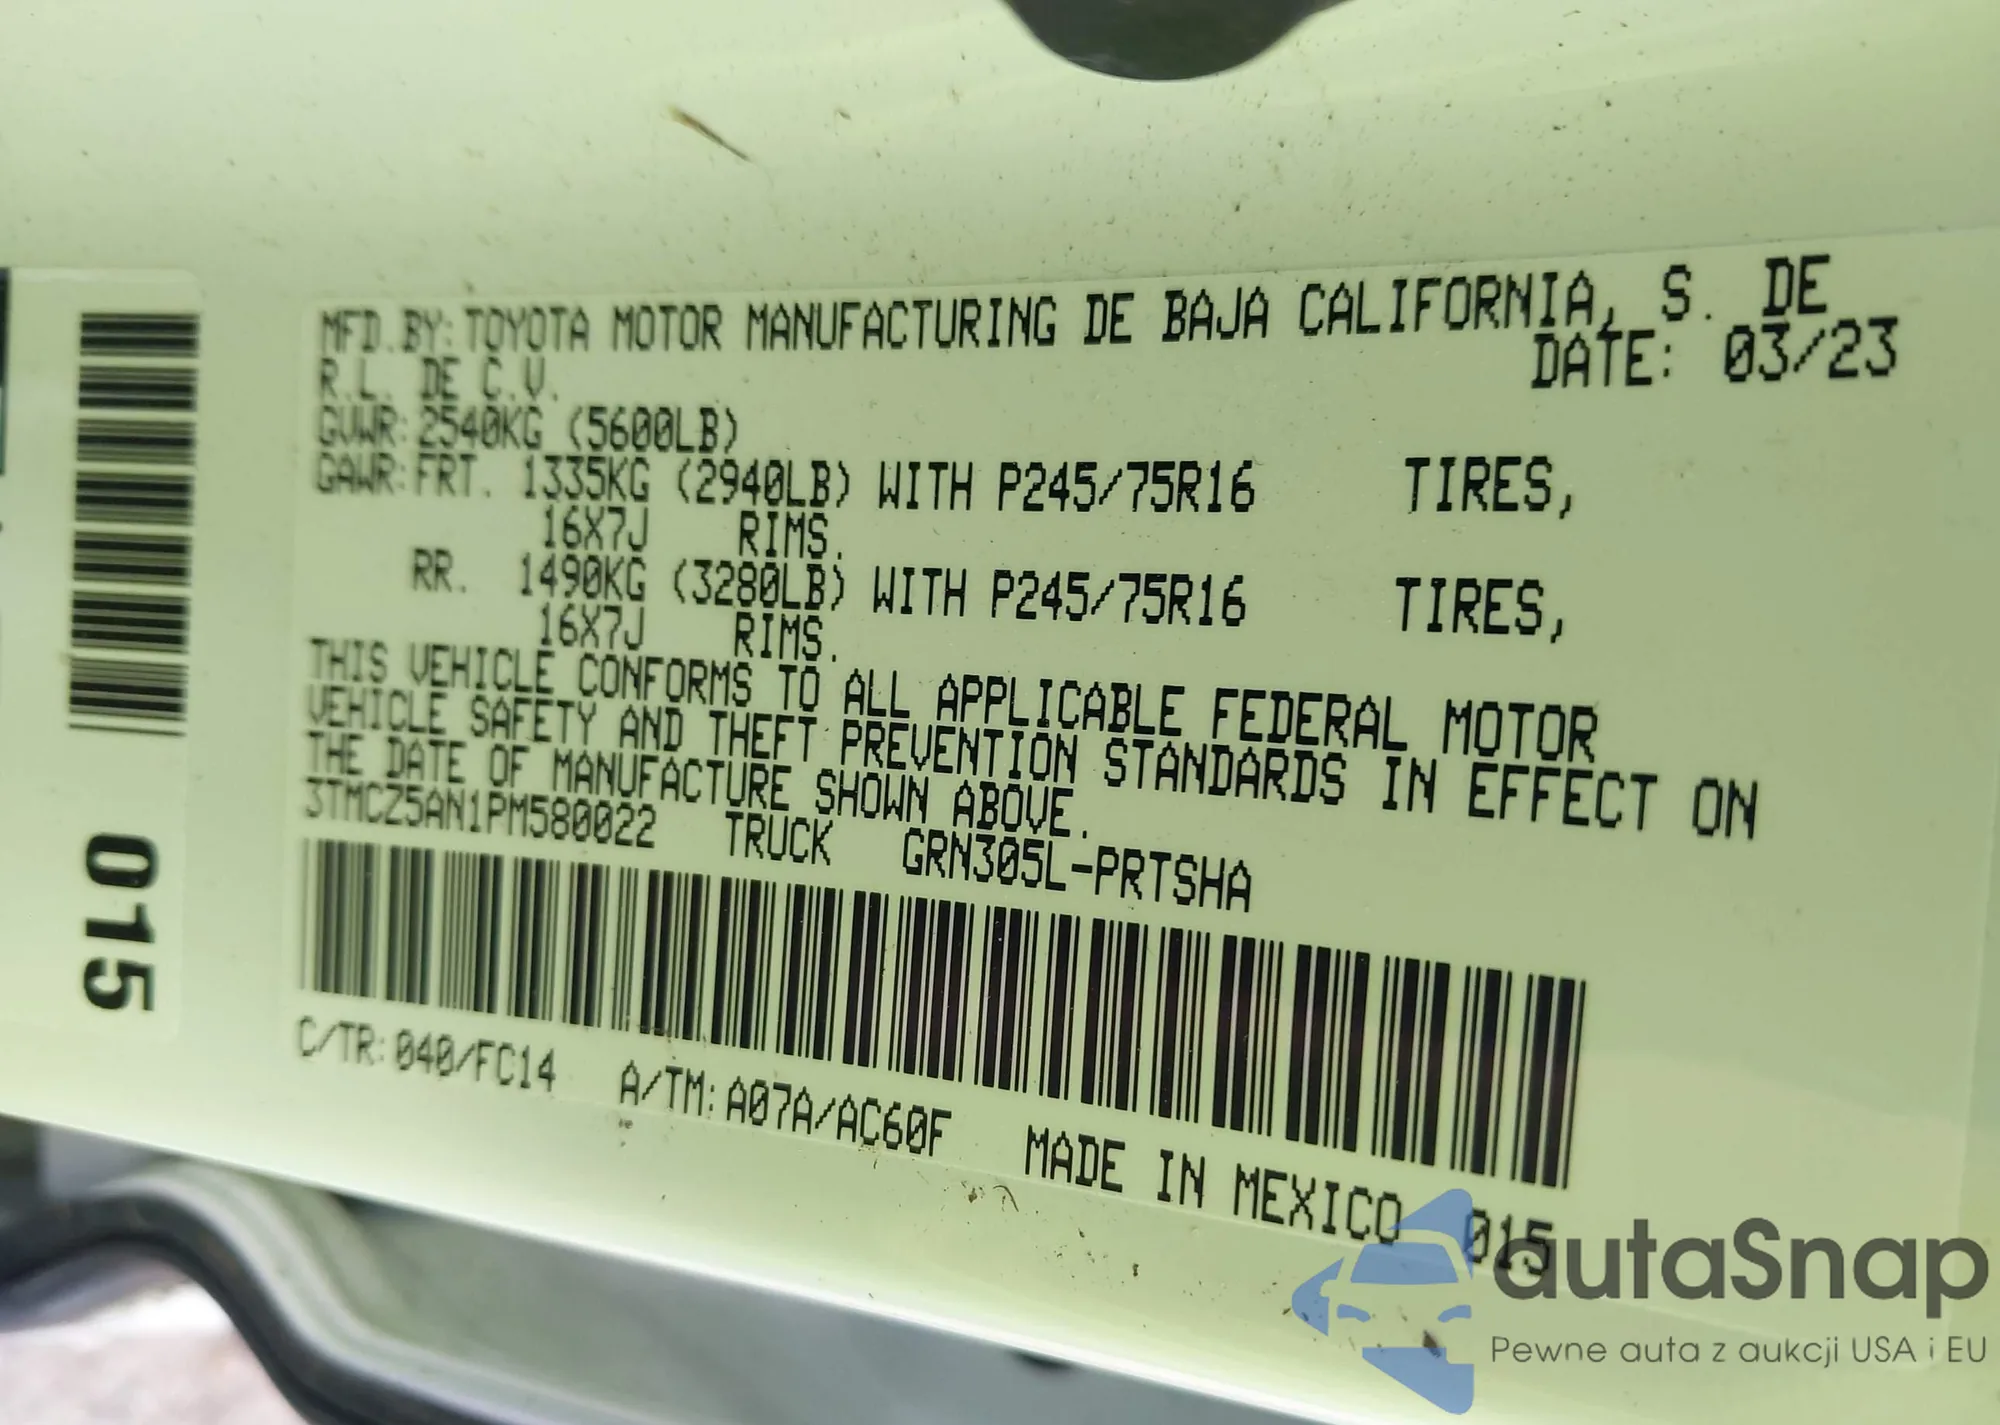 MFD.BY:TOYOTA MOTOR MANUFACTURING DE BAJA CALIFORNIA, S. DE
R.L. DE C.V. DATE: 03/23
GVWR:2540KG (5600LB)
GAWR:FRT. 1335KG (2940LB) WITH P245/75R16 TIRES,
16X7J RIMS.
RR. 1490KG (3280LB) WITH P245/75R16 TIRES,
16X7J RIMS.
THIS VEHICLE CONFORMS TO ALL APPLICABLE FEDERAL MOTOR
VEHICLE SAFETY AND THEFT PREVENTION STANDARDS IN EFFECT ON
THE DATE OF MANUFACTURE SHOWN ABOVE.
3TMCZ5AN1PM580022 TRUCK GRN305L-PRTSHA
C/TR:040/FC14 A/TM:A07A/AC60F MADE IN MEXICO 015
015
autaSnap
Pewne auta z aukcji USA i EU